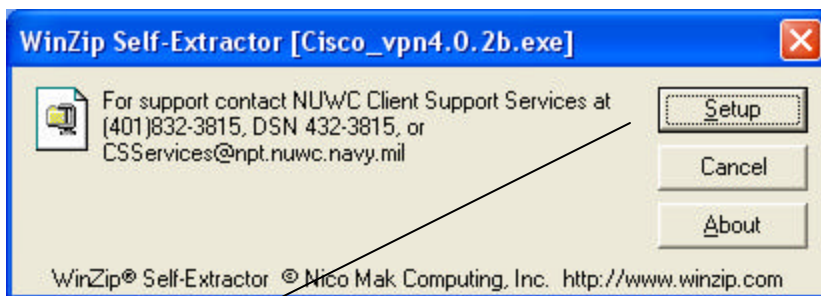 WinZip Self-Extractor [Cisco_vpn4.0.2b.exe]
For support contact NUWC Client Support Services at
(401)832-3815, DSN 432-3815, or
CSServices@npt.nuwc.navy.mil
Setup
Cancel
About
WinZip® Self-Extractor © Nico Mak Computing, Inc. http://www.winzip.com